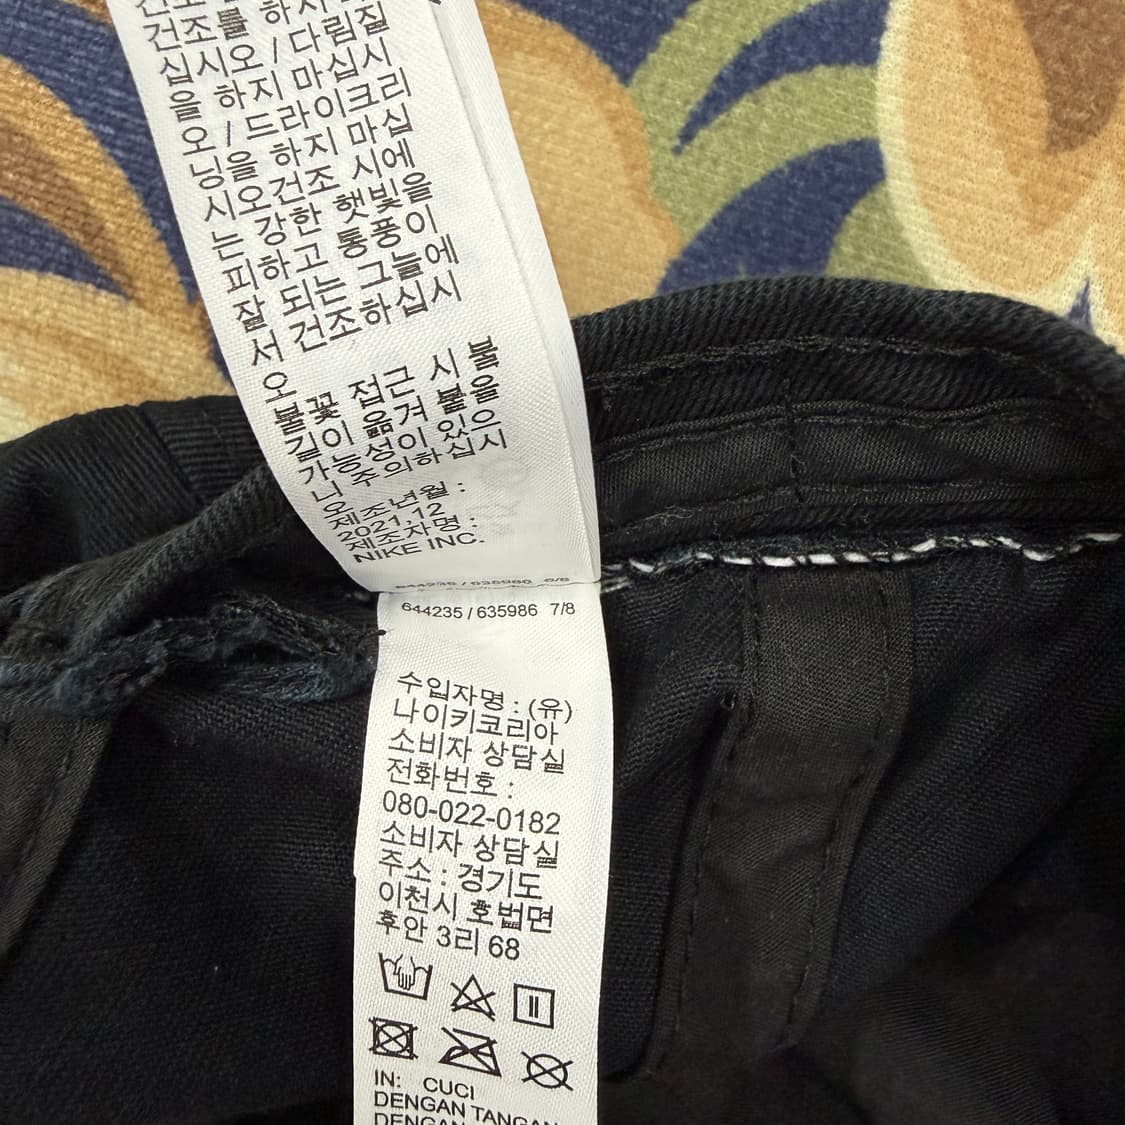 건조시
십시오 / 다림질
을 하지 마십시
오 / 드라이크리
닝을 하지 마십
시오건조 시에
는 강한 햇빛을
피하고 통풍이
잘 되는 그늘에
서 건조하십시
오
불꽃 접근 시 불
길이 옮겨 붙을
가능성이 있으
니 주의하십시
오
제조년월 :
2021.12
제조자명 :
NIKE INC.
644235 / 635986 6/8
644235 / 635986 7/8
수입자명 : (유)
나이키코리아
소비자 상담실
전화번호 :
080-022-0182
소비자 상담실
주소 : 경기도
이천시 호법면
후안 3리 68
IN: CUCI
DENGAN TANGAN
DENGAN